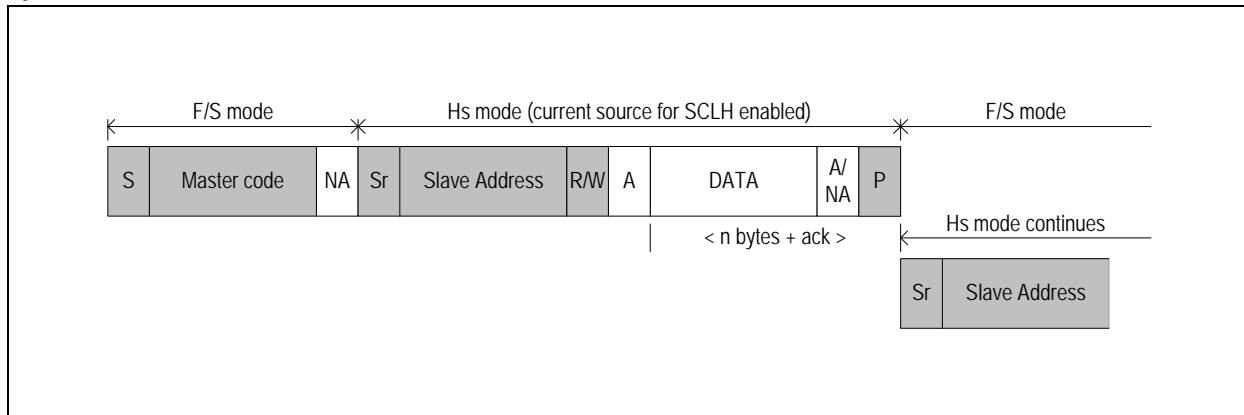 F/S mode Hs mode (current source for SCLH enabled) F/S mode
S Master code NA Sr Slave Address R/W A DATA A/NA P
< n bytes + ack > Hs mode continues
Sr Slave Address